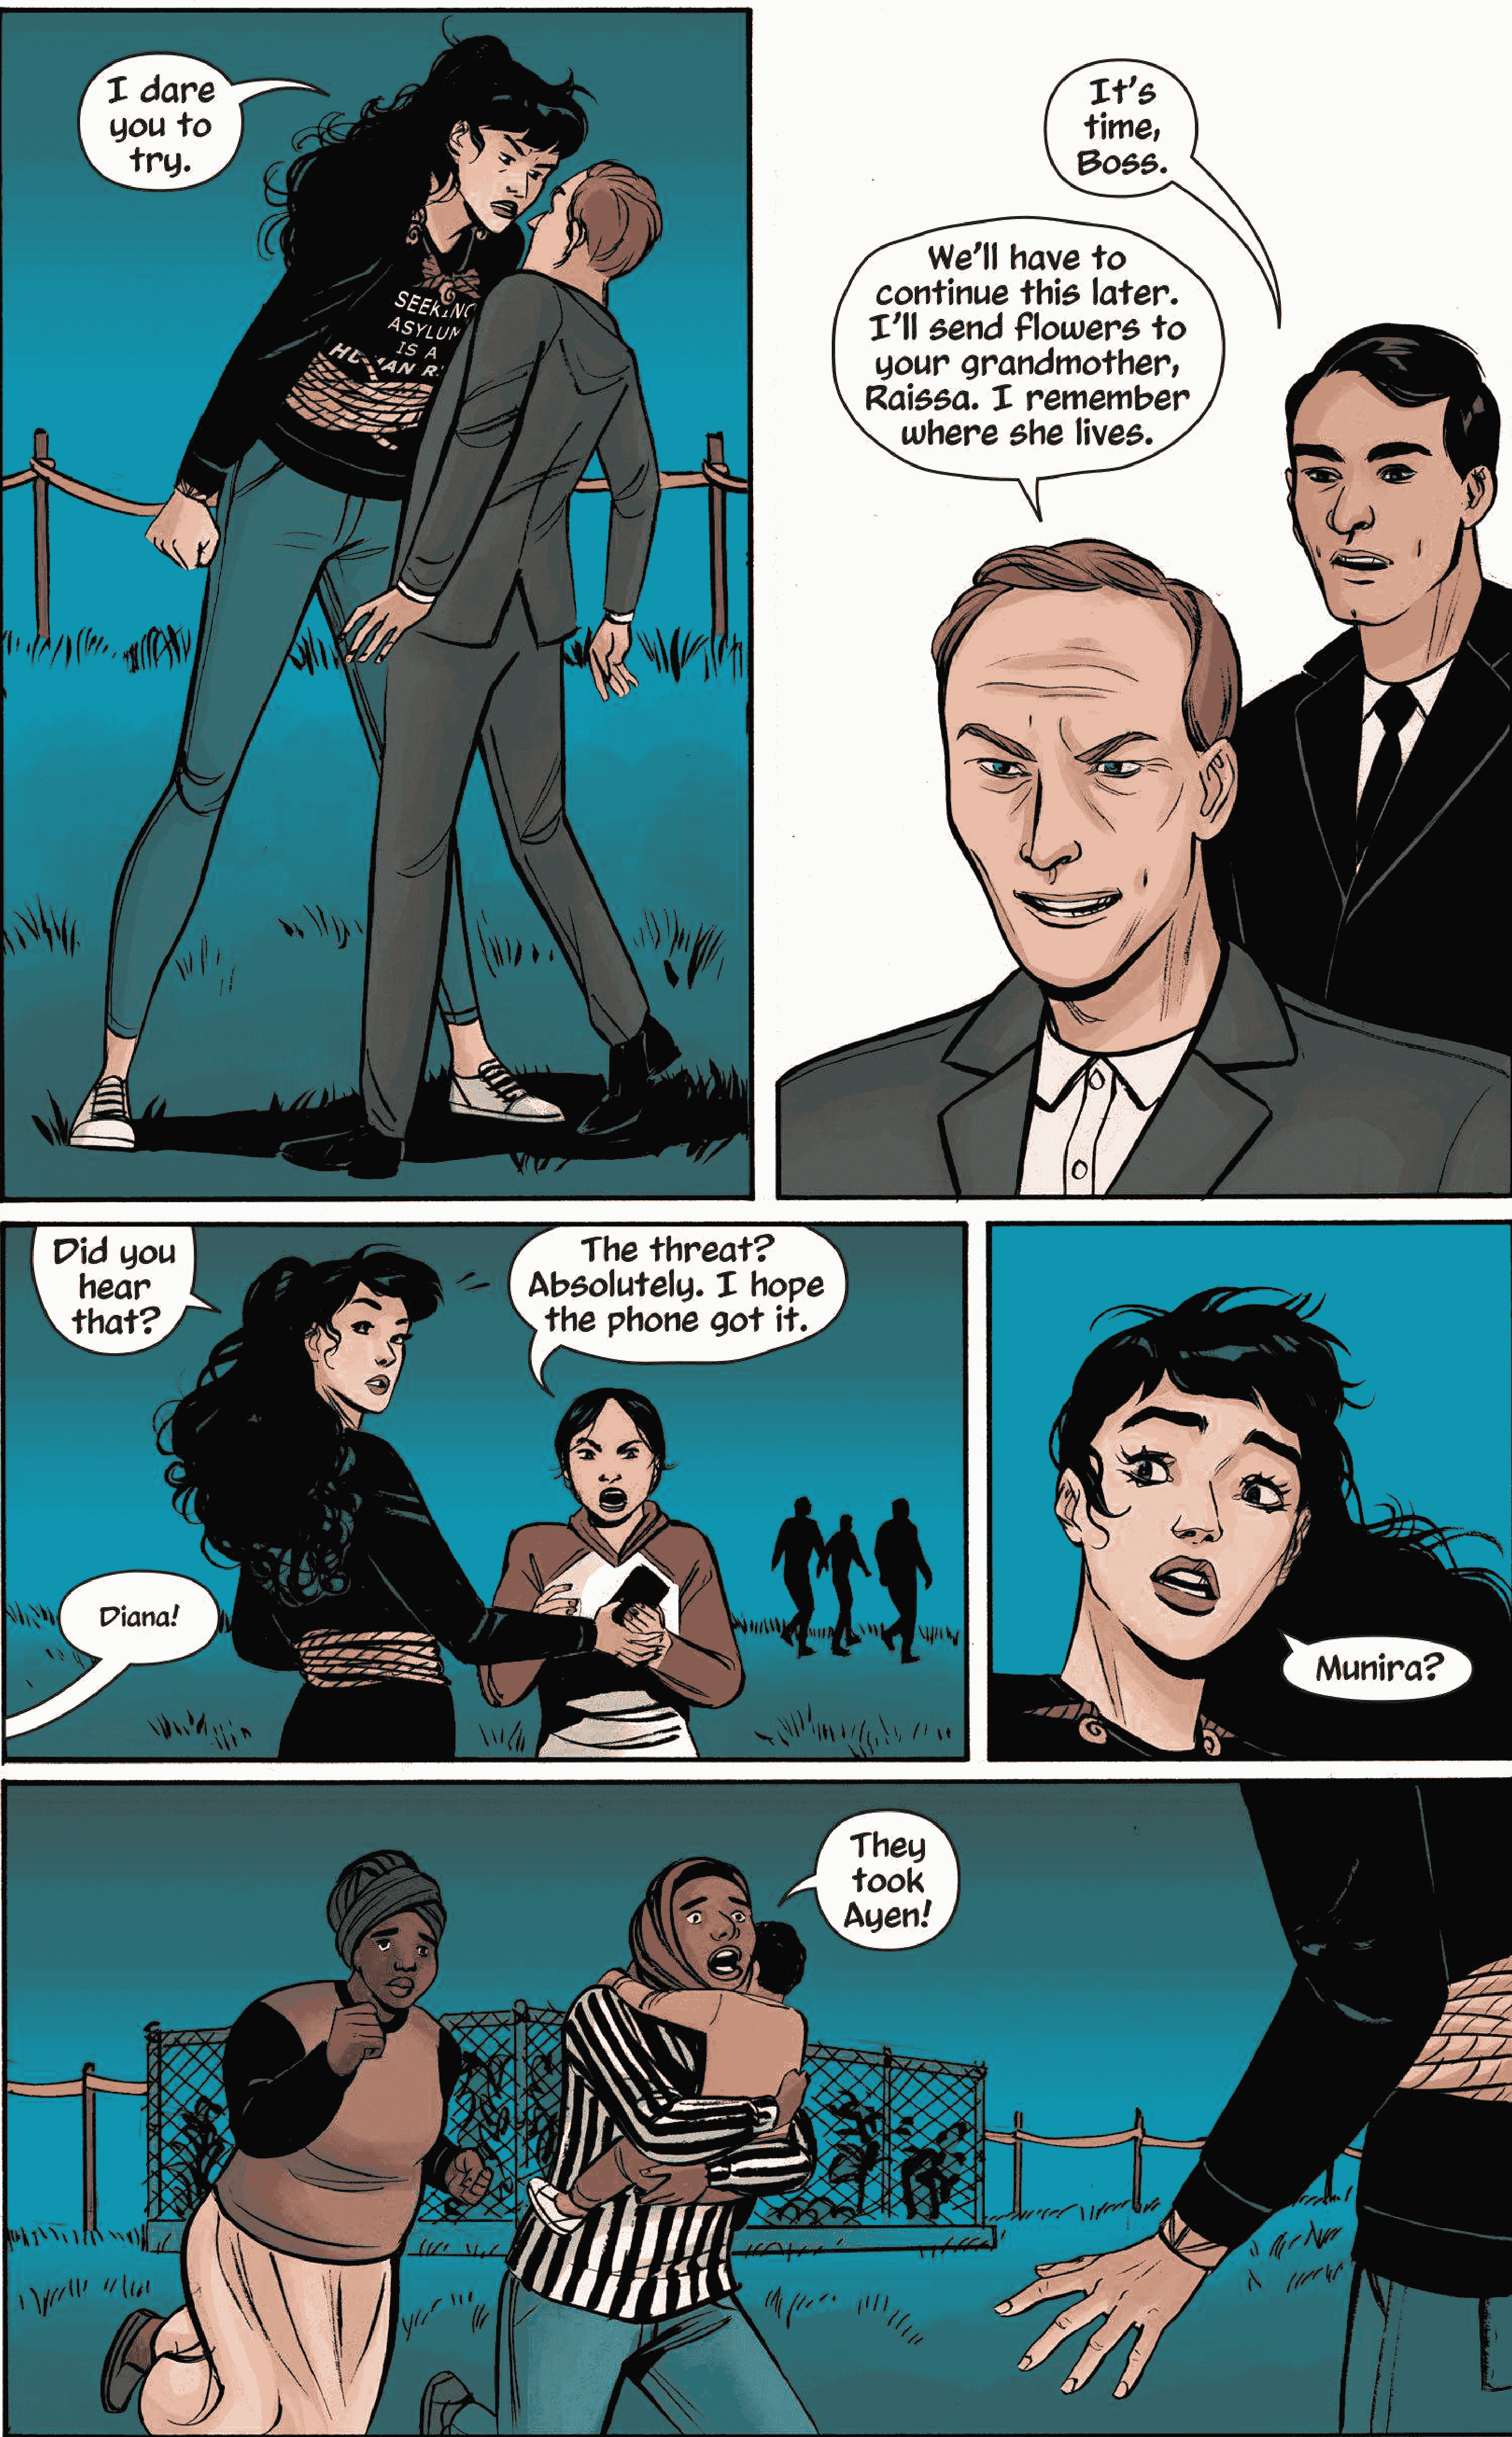 I dare
you to
try.
SEEKING
ASYLUM
IS A
HUMAN R
It's
time,
Boss.
We'll have to
continue this later.
I'll send flowers to
your grandmother,
Raissa. I remember
where she lives.
Did you
hear
that?
The threat?
Absolutely. I hope
the phone got it.
Diana!
Munira?
They
took
Ayen!